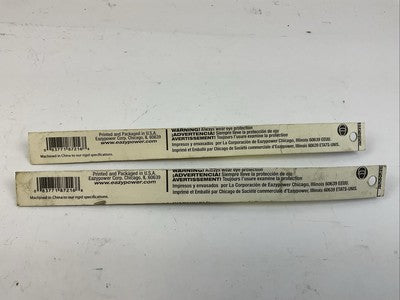 Printed and Packaged in U.S.A.
Eazypower Corp. Chicago, IL 60639
www.eazypower.com
Machined in China to our rigid specifications.
WARNING! Always wear eye protection
¡ADVERTENCIA! Siempre lleve la protección de ojo
AVERTISSEMENT! Toujours l'usure examine la protection
Impresos y envasados por La Corporación de Eazypower Chicago, Illinois 60639 EEUU.
Imprimé et Emballé par Chicago de Société commerciale d'Eazypower, Illinois 60639 ETATS-UNIS.
Printed and Packaged in U.S.A.
Eazypower Corp. Chicago, IL 60639
www.eazypower.com
Machined in China to our rigid specifications.
WARNING! Always wear eye protection
¡ADVERTENCIA! Siempre lleve la protección de ojo
AVERTISSEMENT! Toujours l'usure examine la protection
Impresos y envasados por La Corporación de Eazypower Chicago, Illinois 60639 EEUU.
Imprimé et Emballé par Chicago de Société commerciale d'Eazypower, Illinois 60639 ETATS-UNIS.